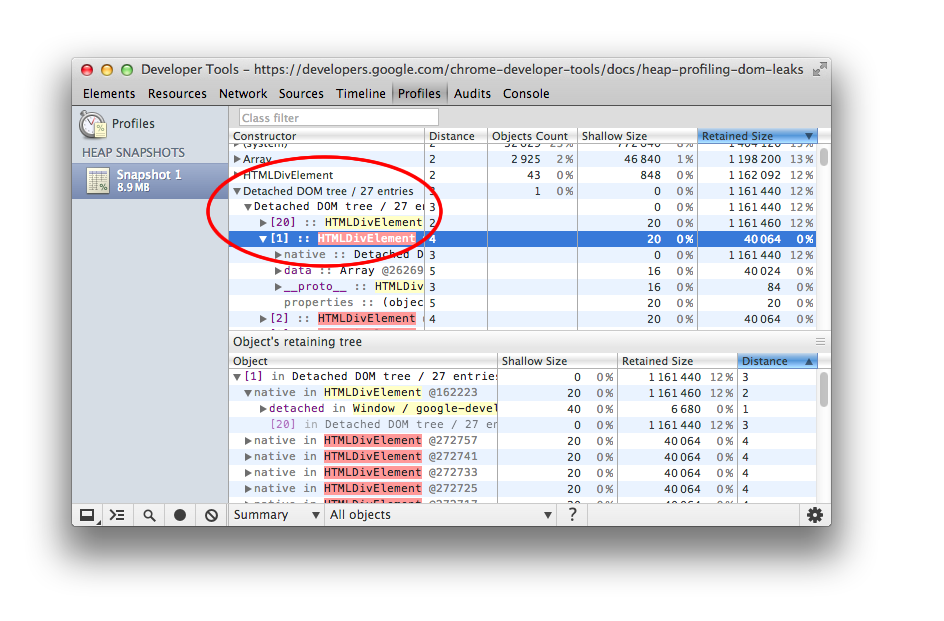 Developer Tools - https://developers.google.com/chrome-developer-tools/docs/heap-profiling-dom-leaks
Elements Resources Network Sources Timeline Profiles Audits Console
Profiles
HEAP SNAPSHOTS
Snapshot 1
8.9 MB
Class filter
Constructor Distance Objects Count Shallow Size Retained Size
(system) 2
Array 2 2 925 2% 46 840 1% 1 198 200 13%
HTMLDivElement 2 43 0% 848 0% 1 162 092 12%
Detached DOM tree / 27 entries 3 1 0% 0 0% 1 161 440 12%
Detached DOM tree / 27 en 3 0 0% 1 161 440 12%
[20] :: HTMLDivElement 2 20 0% 1 161 460 12%
[1] :: HTMLDivElement 4 20 0% 40 064 0%
native :: Detached D 3 0 0% 1 161 440 12%
data :: Array @26269 5 16 0% 40 024 0%
__proto__ :: HTMLDiv 3 16 0% 84 0%
properties :: (objec 5 20 0% 20 0%
[2] :: HTMLDivElement 4 20 0% 40 064 0%
Object's retaining tree
Object Shallow Size Retained Size Distance
[1] in Detached DOM tree / 27 entries 0 0% 1 161 440 12% 3
native in HTMLDivElement @162223 20 0% 1 161 460 12% 2
detached in Window / google-devel 40 0% 6 680 0% 1
[20] in Detached DOM tree / 27 en 0 0% 1 161 440 12% 3
native in HTMLDivElement @272757 20 0% 40 064 0% 4
native in HTMLDivElement @272741 20 0% 40 064 0% 4
native in HTMLDivElement @272733 20 0% 40 064 0% 4
native in HTMLDivElement @272725 20 0% 40 064 0% 4
native in HTMLDivElement @272717 20 0% 40 064 0% 4
Summary All objects ?